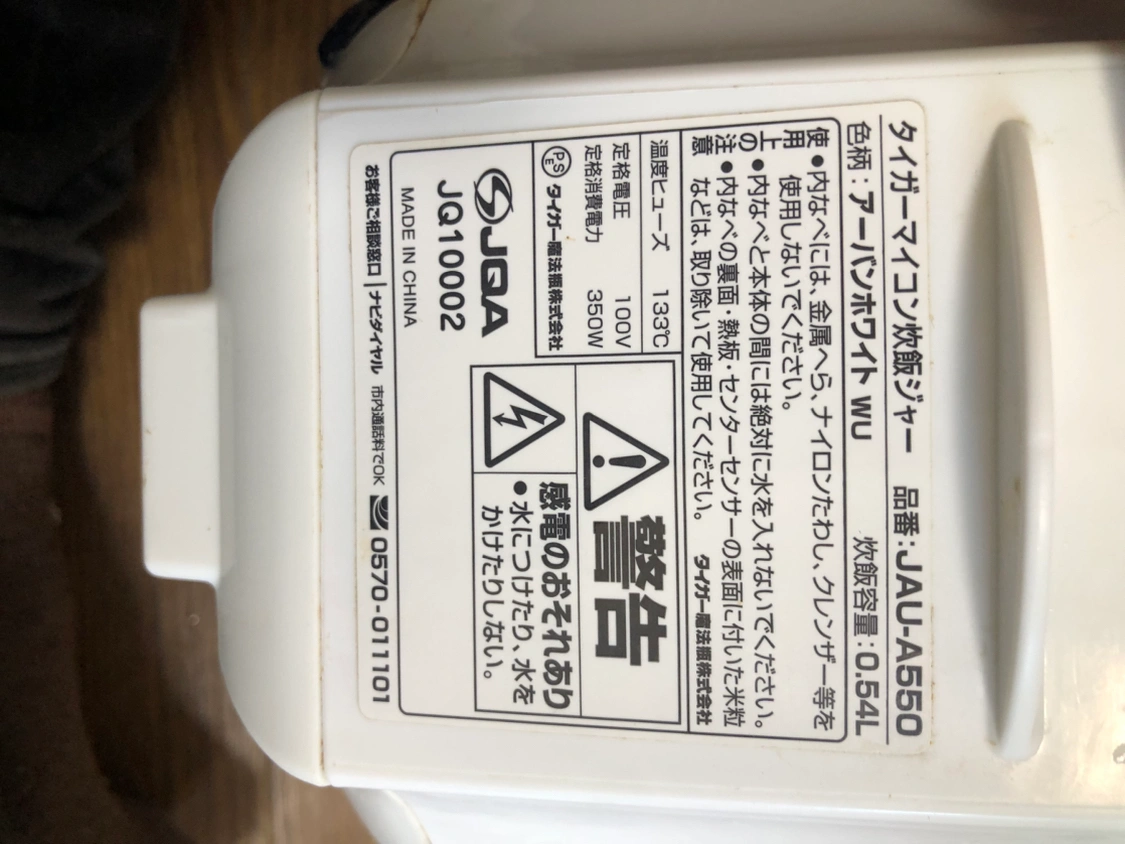 タイガーマイコン炊飯ジャー 品番:JAU-A550
色柄:アーバンホワイト WU 炊飯容量:0.54L
使用上の注意
●内なべには、金属へら、ナイロンたわし、クレンザー等を
使用しないでください。
●内なべと本体の間には絶対に水を入れないでください。
●内なべの裏面・熱板・センターセンサーの表面に付いた米粒
などは、取り除いて使用してください。 タイガー魔法瓶株式会社
温度ヒューズ 133℃
定格電圧 100V
定格消費電力 350W
PSE タイガー魔法瓶株式会社
JQA
JQ10002
MADE IN CHINA
警告
感電のおそれあり
●水につけたり、水を
かけたりしない。
お客様ご相談窓口 ナビダイヤル 市内通話料でOK 0570-011101